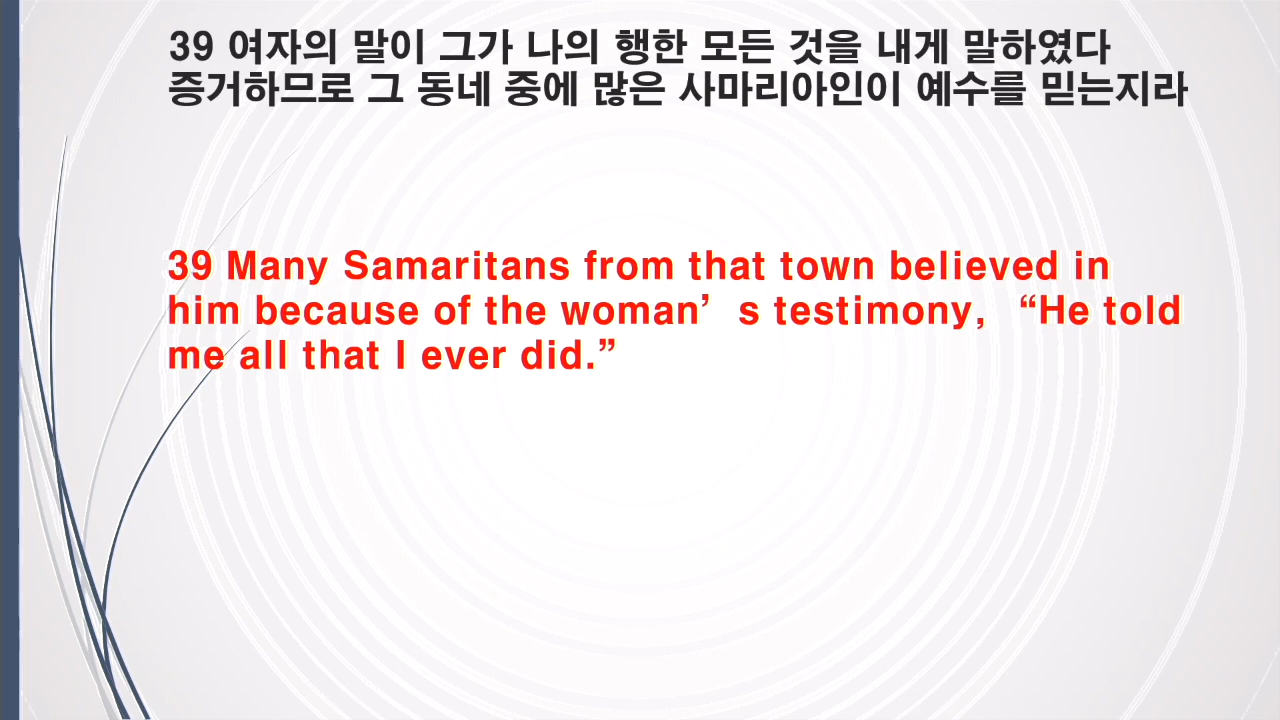 39 여자의 말이 그가 나의 행한 모든 것을 내게 말하였다
증거하므로 그 동네 중에 많은 사마리아인이 예수를 믿는지라
39 Many Samaritans from that town believed in
him because of the woman’s testimony, “He told
me all that I ever did.”